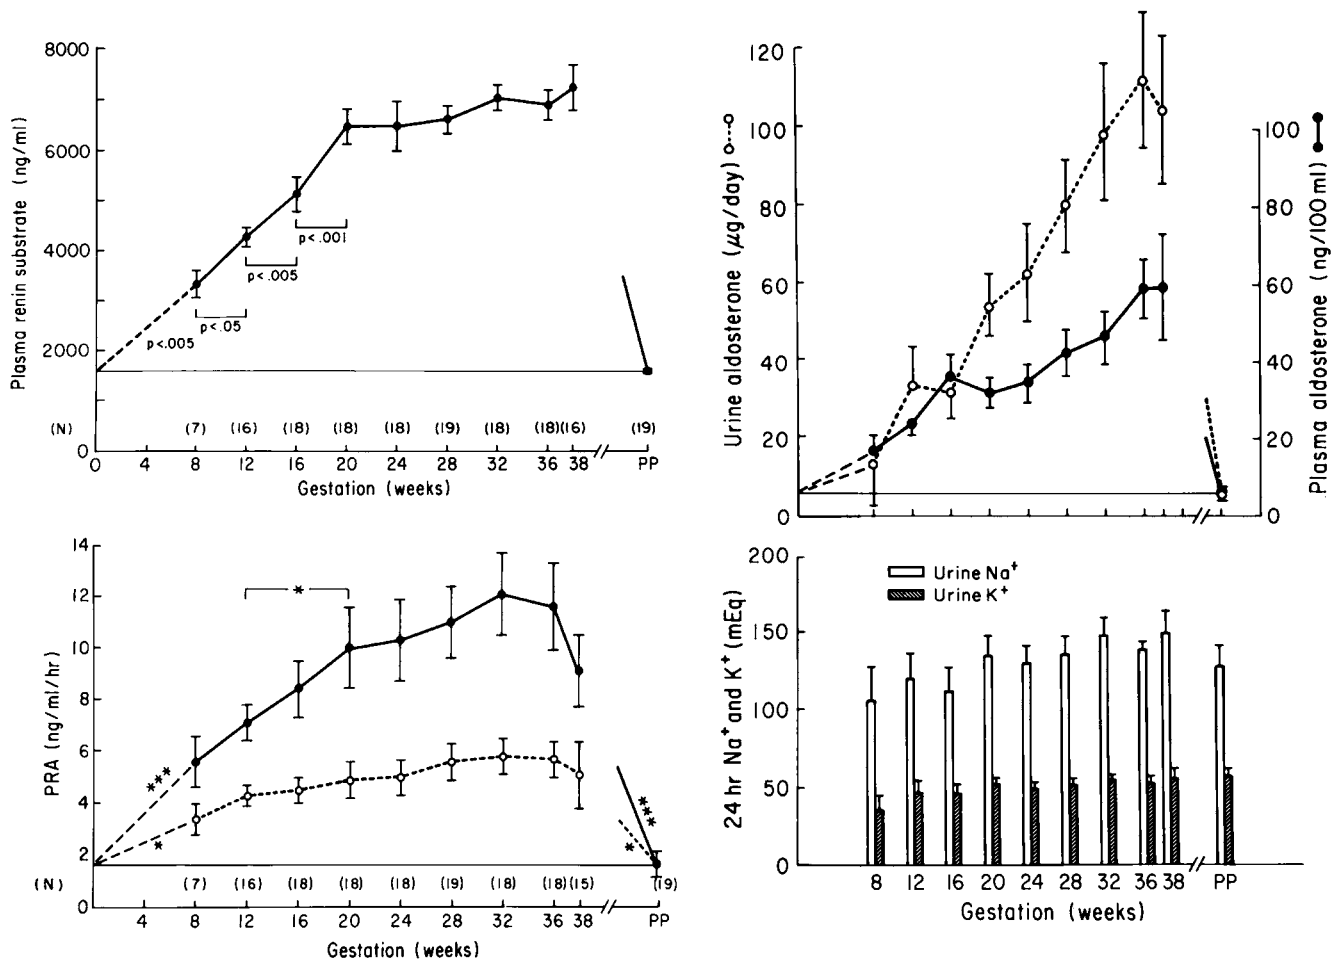 Plasma renin substrate (ng/ml)
8000
6000
4000
2000
0
p<.001
p<.005
p<.05
p<.005
(N) (7) (16) (18) (18) (18) (19) (18) (18)(16) (19)
0 4 8 12 16 20 24 28 32 36 38 PP
Gestation (weeks)
Urine aldosterone (μg/day)
120
100
80
60
40
20
0
100
80
60
40
20
0
Plasma aldosterone (ng/100 ml)
PRA (ng/ml/hr)
14
12
10
8
6
4
2
0
*
***
*
***
*
(N) (7) (16) (18) (18) (18) (19) (18) (18)(15) (19)
4 8 12 16 20 24 28 32 36 38 PP
Gestation (weeks)
24 hr Na+ and K+ (mEq)
200
150
100
50
0
Urine Na+
Urine K+
8 12 16 20 24 28 32 36 38 PP
Gestation (weeks)